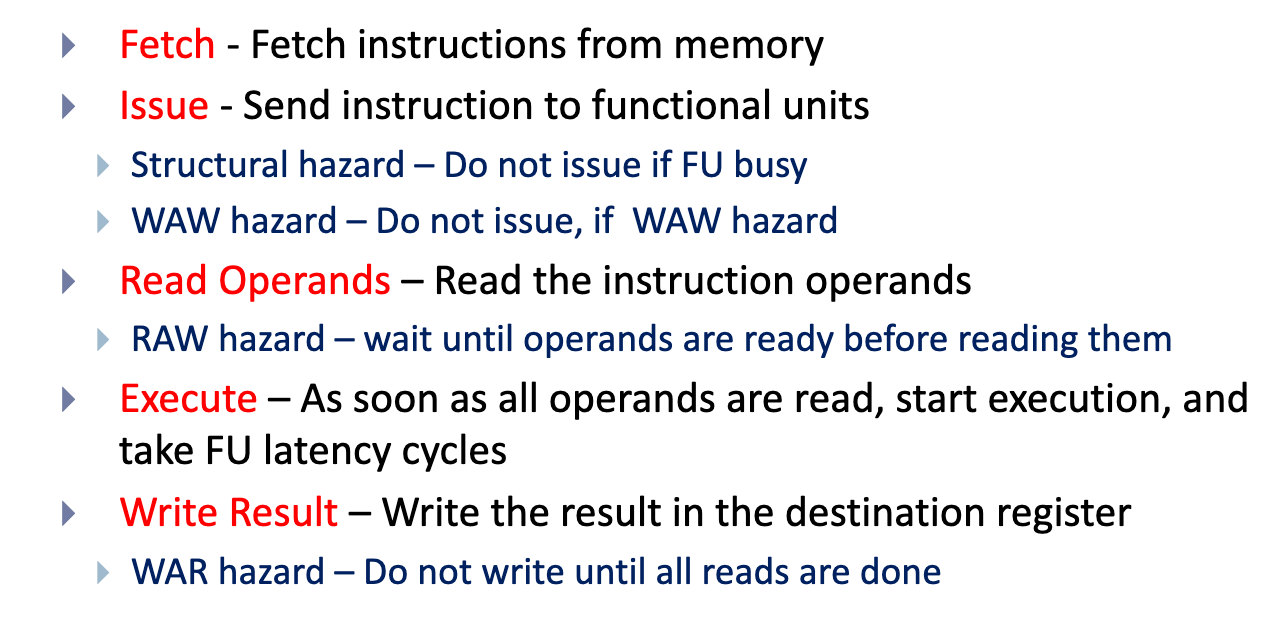 Fetch - Fetch instructions from memory
Issue - Send instruction to functional units
Structural hazard – Do not issue if FU busy
WAW hazard – Do not issue, if  WAW hazard
Read Operands – Read the instruction operands
RAW hazard – wait until operands are ready before reading them
Execute – As soon as all operands are read, start execution, and
take FU latency cycles
Write Result – Write the result in the destination register
WAR hazard – Do not write until all reads are done